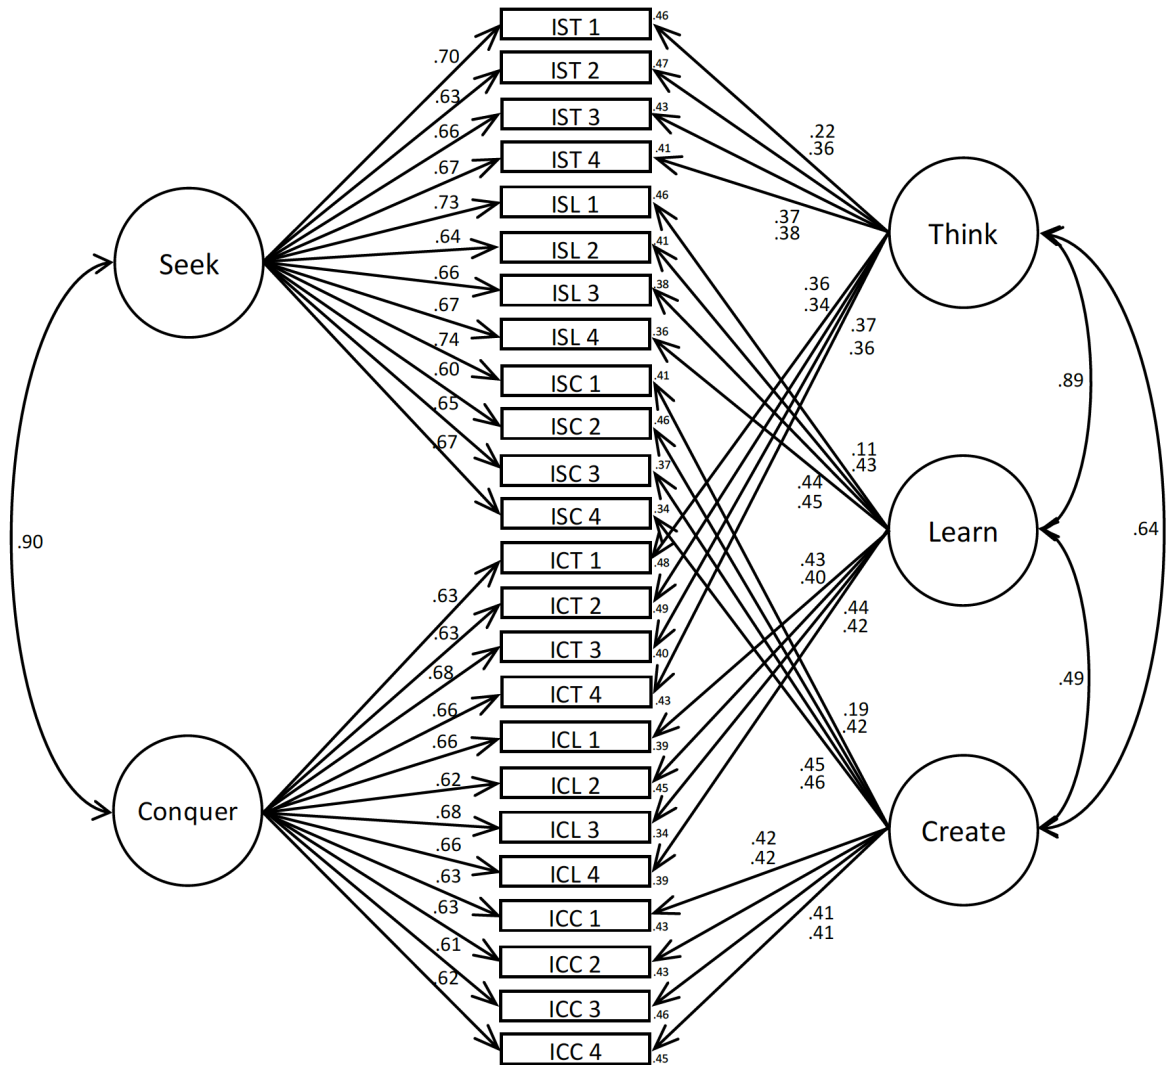 IST 1
.46
IST 2
.47
IST 3
.43
IST 4
.41
ISL 1
.46
ISL 2
.41
ISL 3
.38
ISL 4
.36
ISC 1
.41
ISC 2
.46
ISC 3
.37
ISC 4
.34
ICT 1
.48
ICT 2
.49
ICT 3
.40
ICT 4
.43
ICL 1
.39
ICL 2
.45
ICL 3
.34
ICL 4
.39
ICC 1
.43
ICC 2
.43
ICC 3
.46
ICC 4
.45
Seek
.70
.63
.66
.67
.73
.64
.66
.67
.74
.60
.65
.67
.90
Conquer
.63
.63
.68
.66
.66
.62
.68
.66
.63
.63
.61
.62
Think
.22
.36
.37
.38
.36
.34
.37
.36
.89
.64
Learn
.11
.43
.44
.45
.43
.40
.44
.42
.49
Create
.19
.42
.45
.46
.42
.42
.41
.41